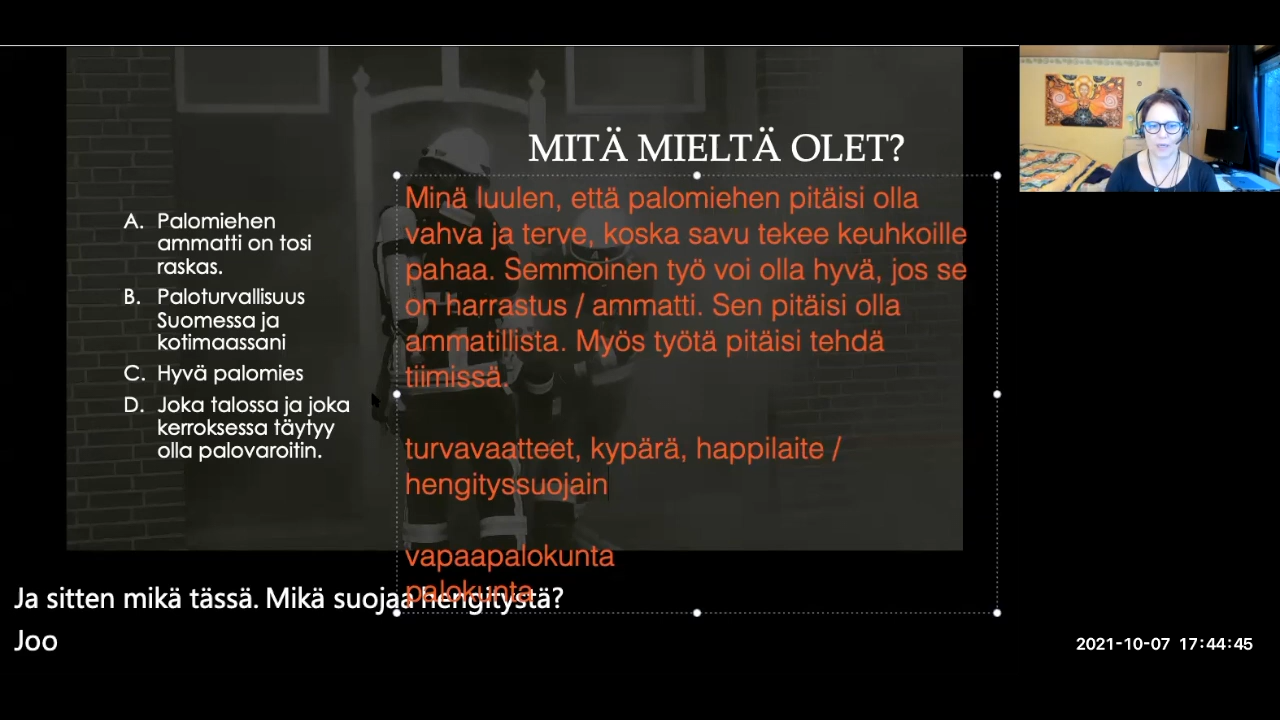 MITÄ MIELTÄ OLET?
A. Palomiehen
ammatti on tosi
raskas.
B. Paloturvallisuus
Suomessa ja
kotimaassani
C. Hyvä palomies
D. Joka talossa ja joka
kerroksessa täytyy
olla palovaroitin.
Minä luulen, että palomiehen pitäisi olla
vahva ja terve, koska savu tekee keuhkoille
pahaa. Semmoinen työ voi olla hyvä, jos se
on harrastus / ammatti. Sen pitäisi olla
ammatillista. Myös työtä pitäisi tehdä
tiimissä.
turvavaatteet, kypärä, happilaite /
hengityssuojain
vapaapalokunta
palokunta
Ja sitten mikä tässä. Mikä suojaa hengitystä?
Joo
2021-10-07 17:44:45